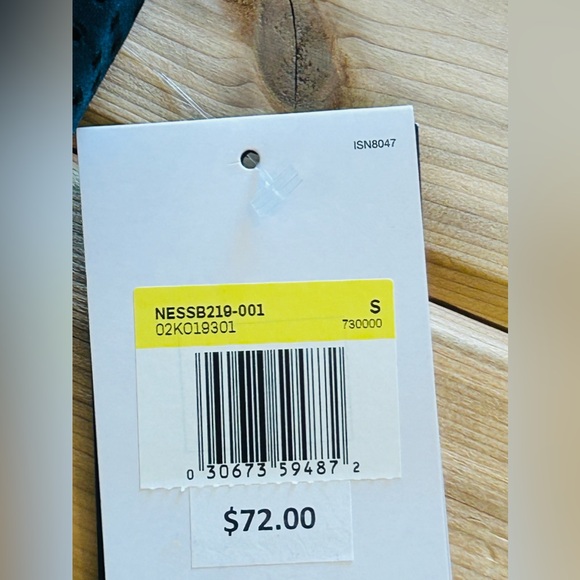 ISN8047
NESSB219-001 S
02K019301 730000
0 30673 59487 2
$72.00